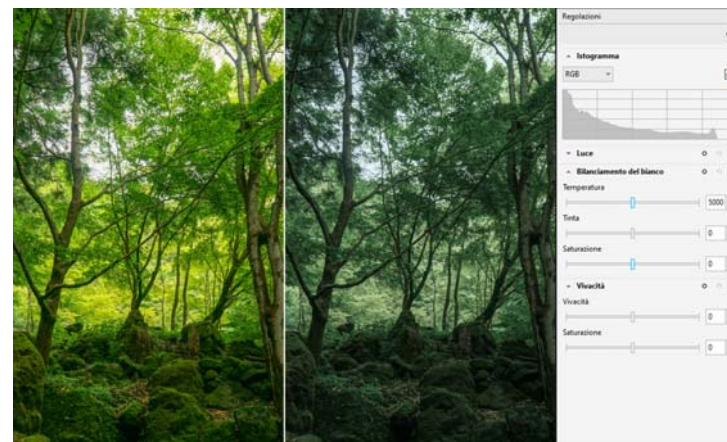 Regolazioni
Istogramma
RGB
Luce
Bilanciamento del bianco
Temperatura
5000
Tinta
0
Saturazione
0
Vivacità
Vivacità
0
Saturazione
0